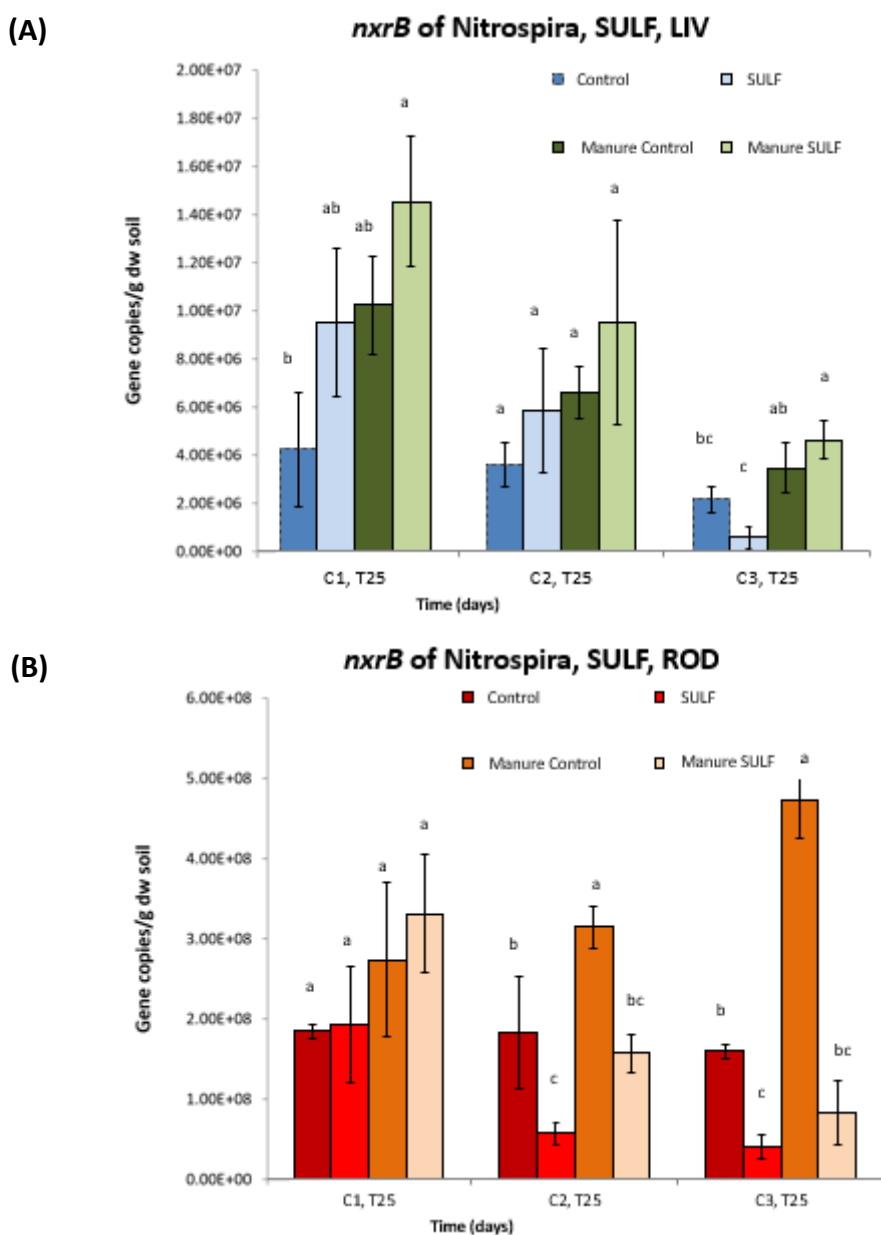 (A)
nxrB of Nitrospira, SULF, LIV
2.00E+07
1.80E+07
1.60E+07
1.40E+07
1.20E+07
1.00E+07
8.00E+06
6.00E+06
4.00E+06
2.00E+06
0.00E+00
Gene copies/g dw soil
Control SULF
Manure Control Manure SULF
b ab ab a
a a a a
bc c ab a
C1, T25 C2, T25 C3, T25
Time (days)
(B)
nxrB of Nitrospira, SULF, ROD
6.00E+08
5.00E+08
4.00E+08
3.00E+08
2.00E+08
1.00E+08
0.00E+00
Gene copies/g dw soil
Control SULF
Manure Control Manure SULF
a a a a
b c a bc
b c a bc
C1, T25 C2, T25 C3, T25
Time (days)